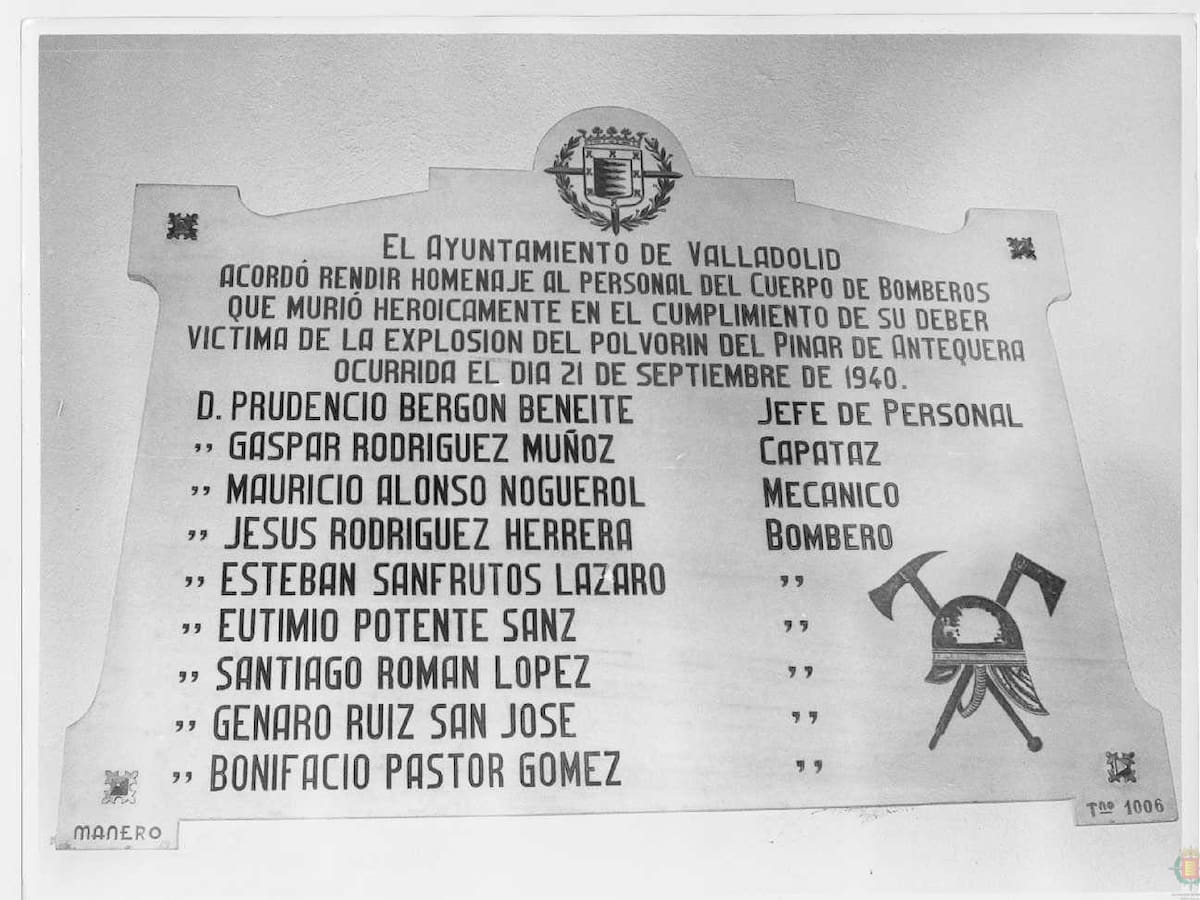 EL AYUNTAMIENTO DE VALLADOLID
ACORDÓ RENDIR HOMENAJE AL PERSONAL DEL CUERPO DE BOMBEROS
QUE MURIÓ HEROICAMENTE EN EL CUMPLIMIENTO DE SU DEBER
VICTIMA DE LA EXPLOSION DEL POLVORIN DEL PINAR DE ANTEQUERA
OCURRIDA EL DIA 21 DE SEPTIEMBRE DE 1940.
D. PRUDENCIO BERGON BENEITE JEFE DE PERSONAL
,, GASPAR RODRIGUEZ MUÑOZ CAPATAZ
,, MAURICIO ALONSO NOGUEROL MECANICO
,, JESUS RODRIGUEZ HERRERA BOMBERO
,, ESTEBAN SANFRUTOS LAZARO ,,
,, EUTIMIO POTENTE SANZ ,,
,, SANTIAGO ROMAN LOPEZ ,,
,, GENARO RUIZ SAN JOSE ,,
,, BONIFACIO PASTOR GOMEZ ,,
MANERO Tno 1006